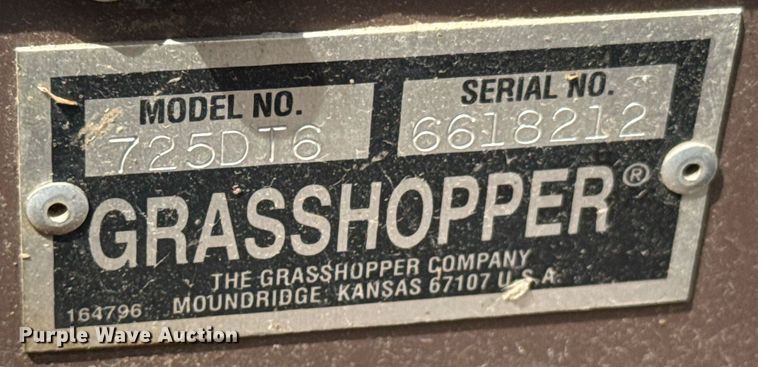 MODEL NO.
725DT6
SERIAL NO.
6618212
GRASSHOPPER®
THE GRASSHOPPER COMPANY
164796 MOUNDRIDGE, KANSAS 67107 U.S.A.
Purple Wave Auction